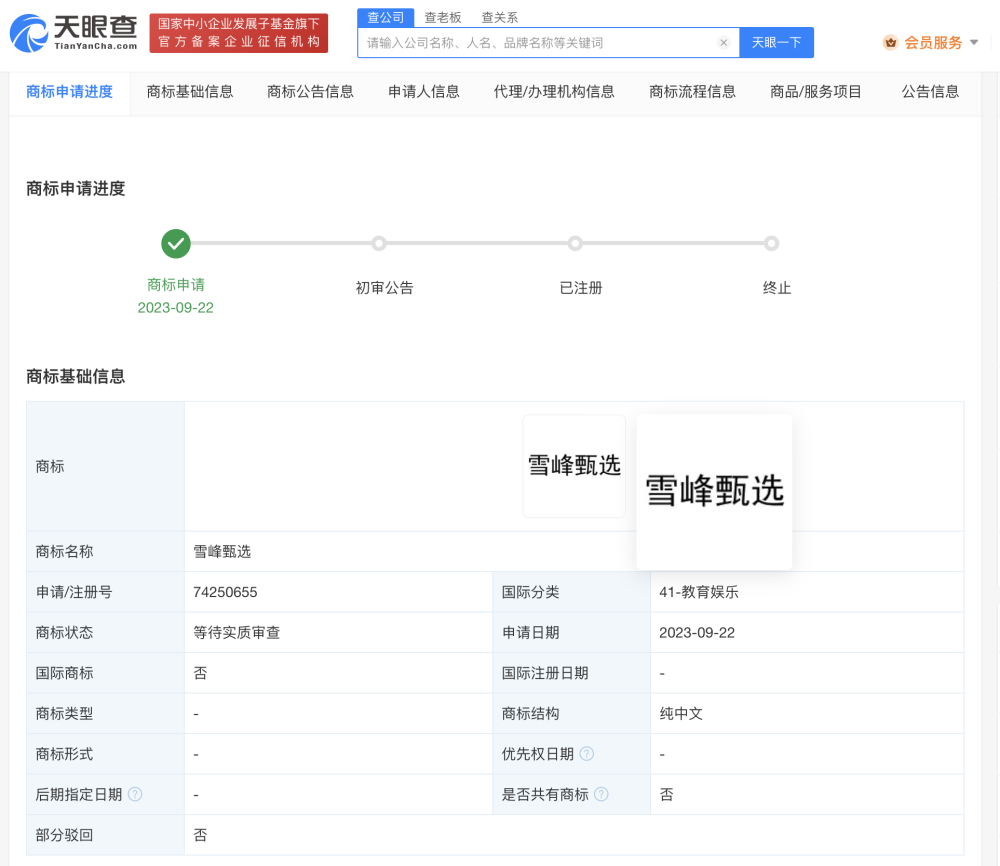 天眼查
TianYanCha.com
国家中小企业发展子基金旗下
官方备案企业征信机构
查公司 查老板 查关系
请输入公司名称、人名、品牌名称等关键词 × 天眼一下
会员服务
商标申请进度 商标基础信息 商标公告信息 申请人信息 代理/办理机构信息 商标流程信息 商品/服务项目 公告信息
商标申请进度
商标申请 初审公告 已注册 终止
2023-09-22
商标基础信息
商标 雪峰甄选 雪峰甄选
商标名称 雪峰甄选
申请/注册号 74250655 国际分类 41-教育娱乐
商标状态 等待实质审查 申请日期 2023-09-22
国际商标 否 国际注册日期 -
商标类型 - 商标结构 纯中文
商标形式 - 优先权日期 ? -
后期指定日期 ? - 是否共有商标 ? 否
部分驳回 否